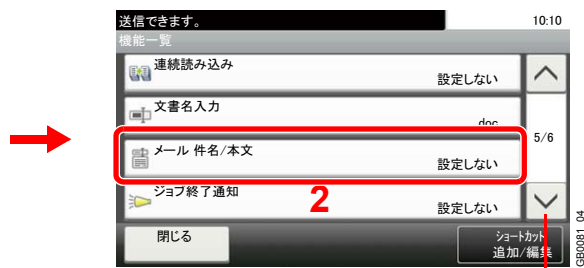 送信できます。 10:10
機能一覧
連続読み込み
設定しない
文書名入力
doc
5/6
メール 件名/本文
設定しない
ジョブ終了通知
2
設定しない
閉じる
ショートカット
追加/編集
GB0081_04